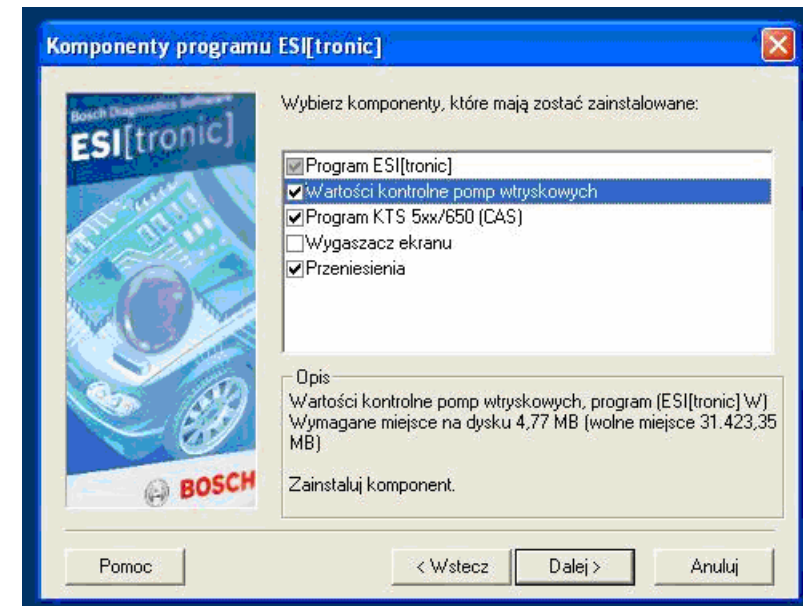 Komponenty programu ESI[tronic]
Bosch Diagnostics Software
ESI[tronic]
BOSCH
Wybierz komponenty, które mają zostać zainstalowane:
Program ESI[tronic]
Wartości kontrolne pomp wtryskowych
Program KTS 5xx/650 (CAS)
Wygaszacz ekranu
Przeniesienia
Opis
Wartości kontrolne pomp wtryskowych, program (ESI[tronic] W)
Wymagane miejsce na dysku 4,77 MB (wolne miejsce 31.423,35
MB)
Zainstaluj komponent.
Pomoc
< Wstecz
Dalej >
Anuluj